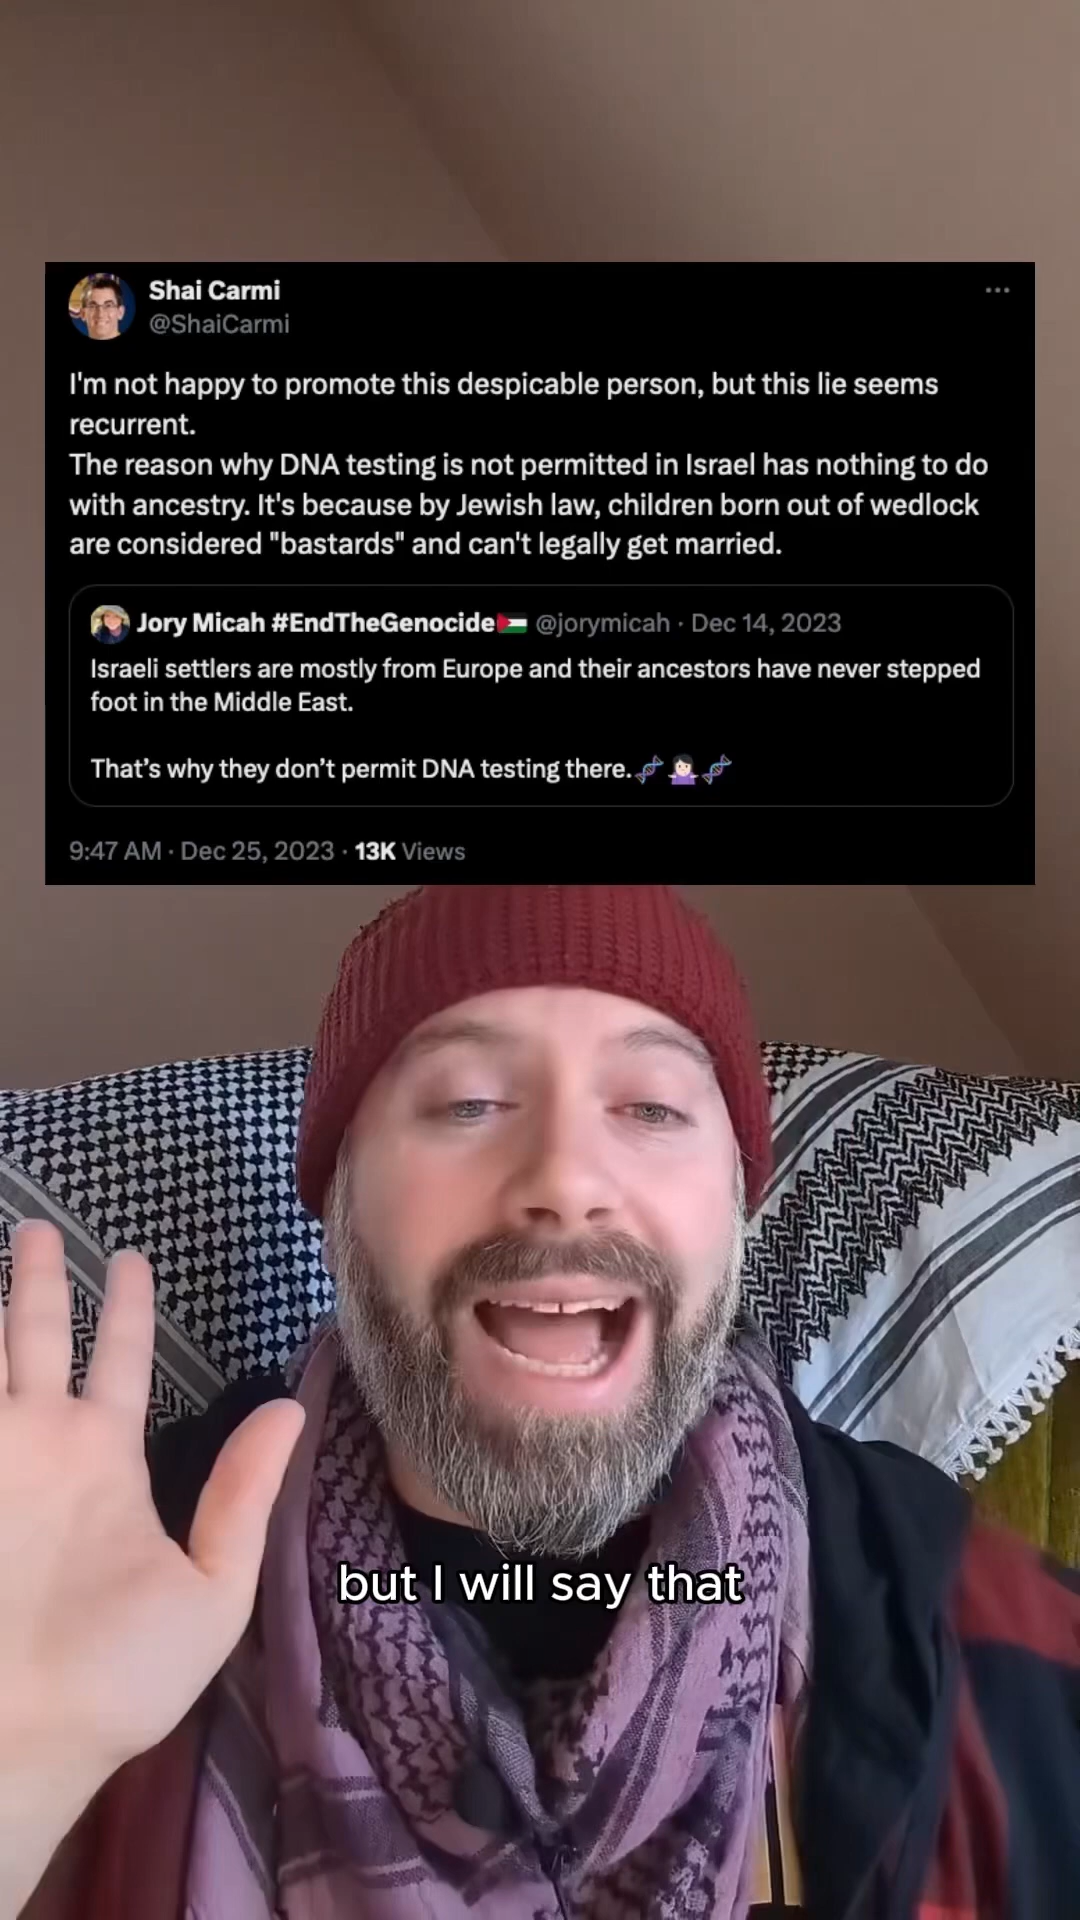 Shai Carmi
@ShaiCarmi
I'm not happy to promote this despicable person, but this lie seems
recurrent.
The reason why DNA testing is not permitted in Israel has nothing to do
with ancestry. It's because by Jewish law, children born out of wedlock
are considered "bastards" and can't legally get married.
Jory Micah #EndTheGenocide🇵🇸 @jorymicah · Dec 14, 2023
Israeli settlers are mostly from Europe and their ancestors have never stepped
foot in the Middle East.
That’s why they don’t permit DNA testing there.🧬🤷🏻‍♀️🧬
9:47 AM · Dec 25, 2023 · 13K Views
but I will say that